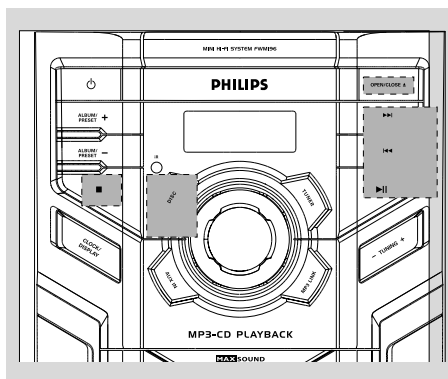 MINI HI-FI SYSTEM FWM196
PHILIPS
OPEN/CLOSE
ALBUM/
PRESET +
ALBUM/
PRESET −
IR
DISC
TUNER
CLOCK/
DISPLAY
− TUNING +
AUX IN
MP3 LINK
MP3-CD PLAYBACK
MAX SOUND